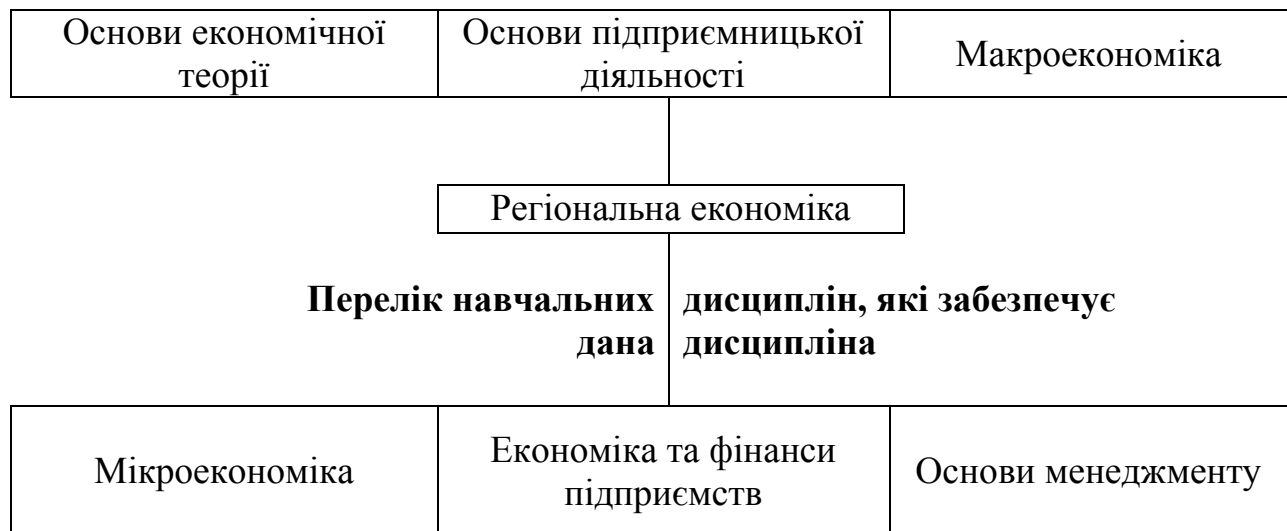 Основи економічної
теорії
Основи підприємницької
діяльності
Макроекономіка
Регіональна економіка
Перелік навчальних дисциплін, які забезпечує
дана дисципліна
Мікроекономіка
Економіка та фінанси
підприємств
Основи менеджменту